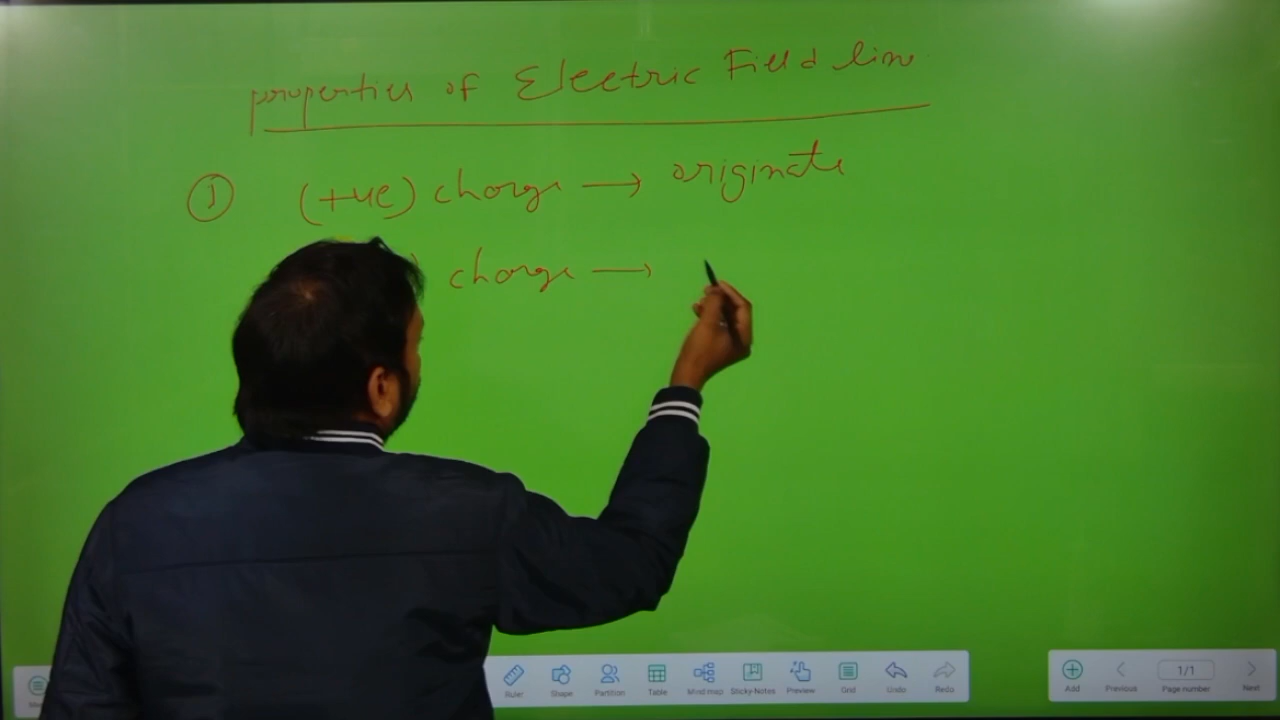 properties of Electric Field line
① (+ve) charge → originate
) charge →
Ruler Shape Partition Table Mind map Sticky-Notes Preview Grid Undo Redo
Add Previous 1/1 Page number Next